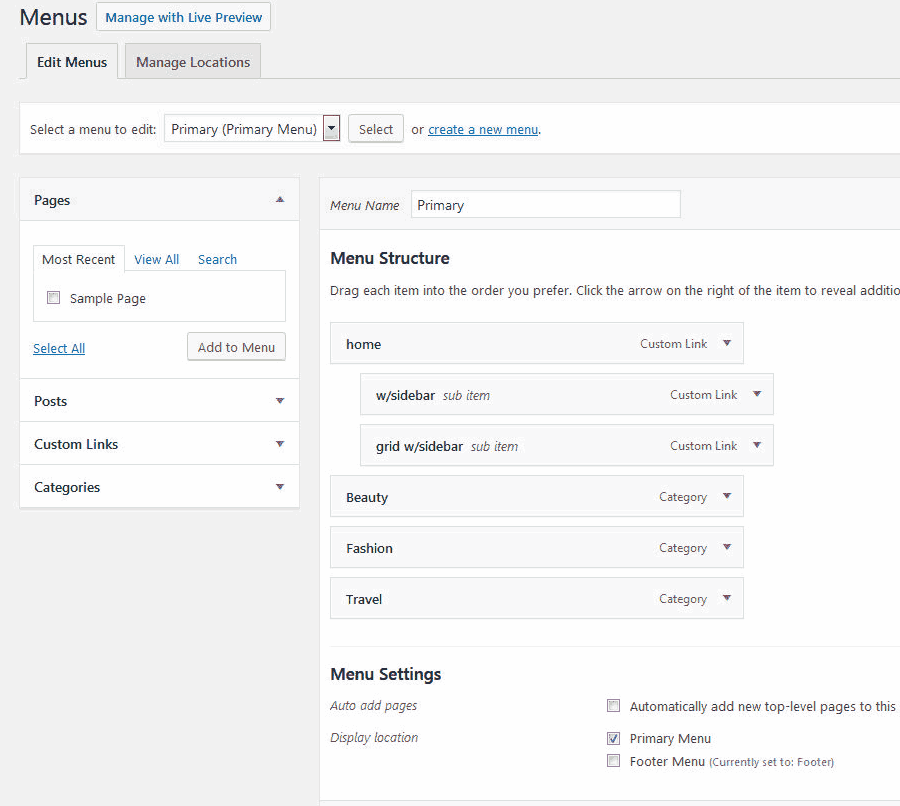 Menus Manage with Live Preview
Edit Menus Manage Locations
Select a menu to edit: Primary (Primary Menu) Select or create a new menu.
Pages
Most Recent View All Search
Sample Page
Select All Add to Menu
Posts
Custom Links
Categories
Menu Name Primary
Menu Structure
Drag each item into the order you prefer. Click the arrow on the right of the item to reveal additio
home Custom Link
w/sidebar sub item Custom Link
grid w/sidebar sub item Custom Link
Beauty Category
Fashion Category
Travel Category
Menu Settings
Auto add pages Automatically add new top-level pages to this
Display location Primary Menu
Footer Menu (Currently set to: Footer)